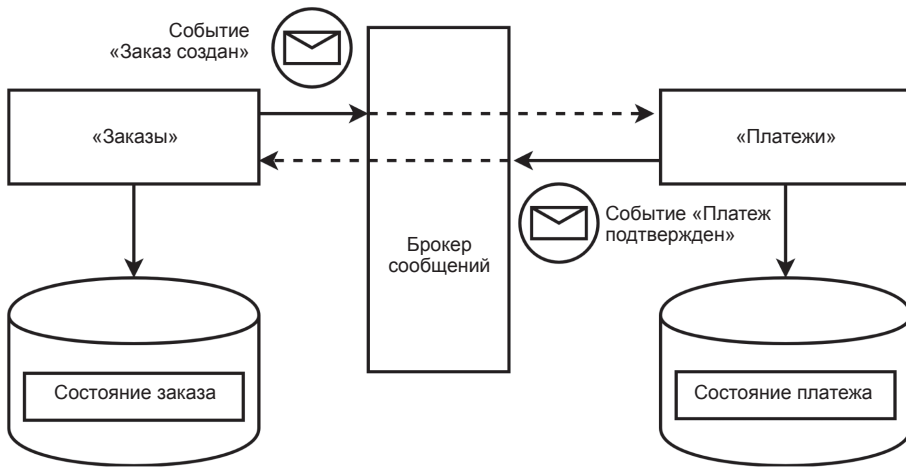 Событие
«Заказ создан»
«Заказы»
«Платежи»
Событие «Платеж
подтвержден»
Брокер
сообщений
Состояние заказа
Состояние платежа